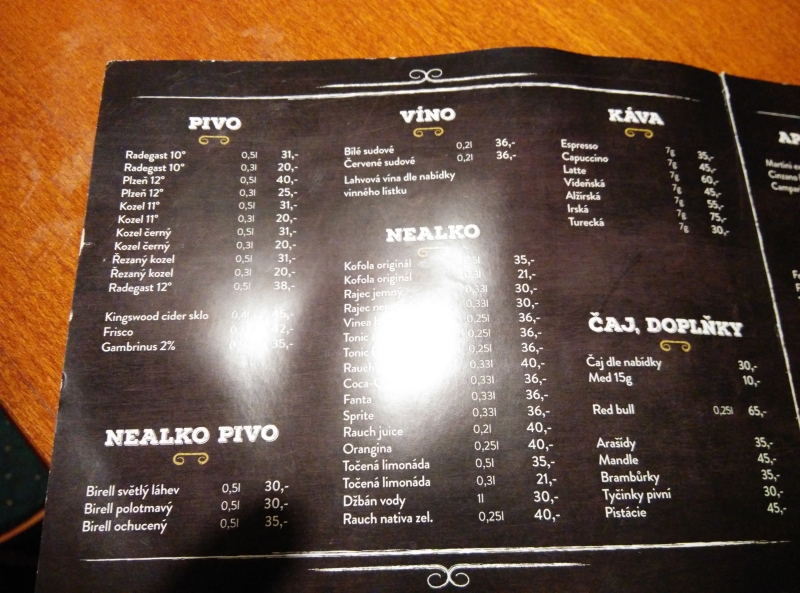 PIVO
Radegast 10° 0,5l 31,-
Radegast 10° 0,3l 20,-
Plzeň 12° 0,5l 40,-
Plzeň 12° 0,3l 25,-
Kozel 11° 0,5l 31,-
Kozel 11° 0,3l 20,-
Kozel černý 0,5l 31,-
Kozel černý 0,3l 20,-
Řezaný kozel 0,5l 31,-
Řezaný kozel 0,3l 20,-
Radegast 12° 0,5l 38,-
Kingswood cider sklo
Frisco
Gambrinus 2% 35,-
NEALKO PIVO
Birell světlý láhev 0,5l 30,-
Birell polotmavý 0,5l 30,-
Birell ochucený 0,5l 35,-
VÍNO
Bílé sudové 0,2l 36,-
Červené sudové 0,2l 36,-
Lahvová vína dle nabídky
vinného lístku
NEALKO
Kofola originál 35,-
Kofola originál 21,-
Rajec jemný 0,33l 30,-
Rajec 0,33l 30,-
Vinea 0,25l 36,-
Tonic 0,25l 36,-
Tonic 0,25l 36,-
Rauch 0,33l 40,-
0,33l 36,-
Fanta 0,33l 36,-
Sprite 0,33l 36,-
Rauch juice 0,2l 40,-
Orangina 0,25l 40,-
Točená limonáda 0,5l 35,-
Točená limonáda 0,3l 21,-
Džbán vody 1l 30,-
Rauch nativa zel. 0,25l 40,-
KÁVA
Espresso 7g 35,-
Capuccino 7g 45,-
Latte 7g 60,-
Vídeňská 7g 45,-
Alžírská 7g 55,-
Irská 7g 75,-
Turecká 7g 30,-
ČAJ, DOPLŇKY
Čaj dle nabídky 30,-
Med 15g 10,-
Red bull 0,25l 65,-
Arašídy 35,-
Mandle 45,-
Brambůrky 35,-
Tyčinky pivní 30,-
Pistácie 45,-
Martini
Cinzano